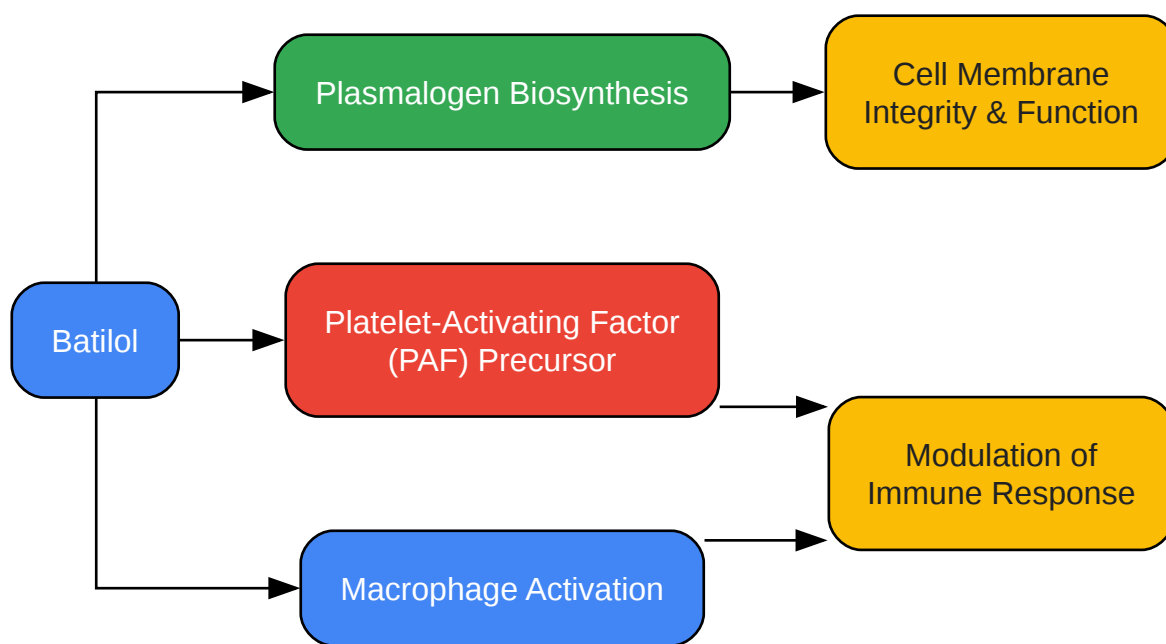 Plasmalogen Biosynthesis
Cell Membrane
Integrity & Function
Batilol
Platelet-Activating Factor
(PAF) Precursor
Modulation of
Immune Response
Macrophage Activation